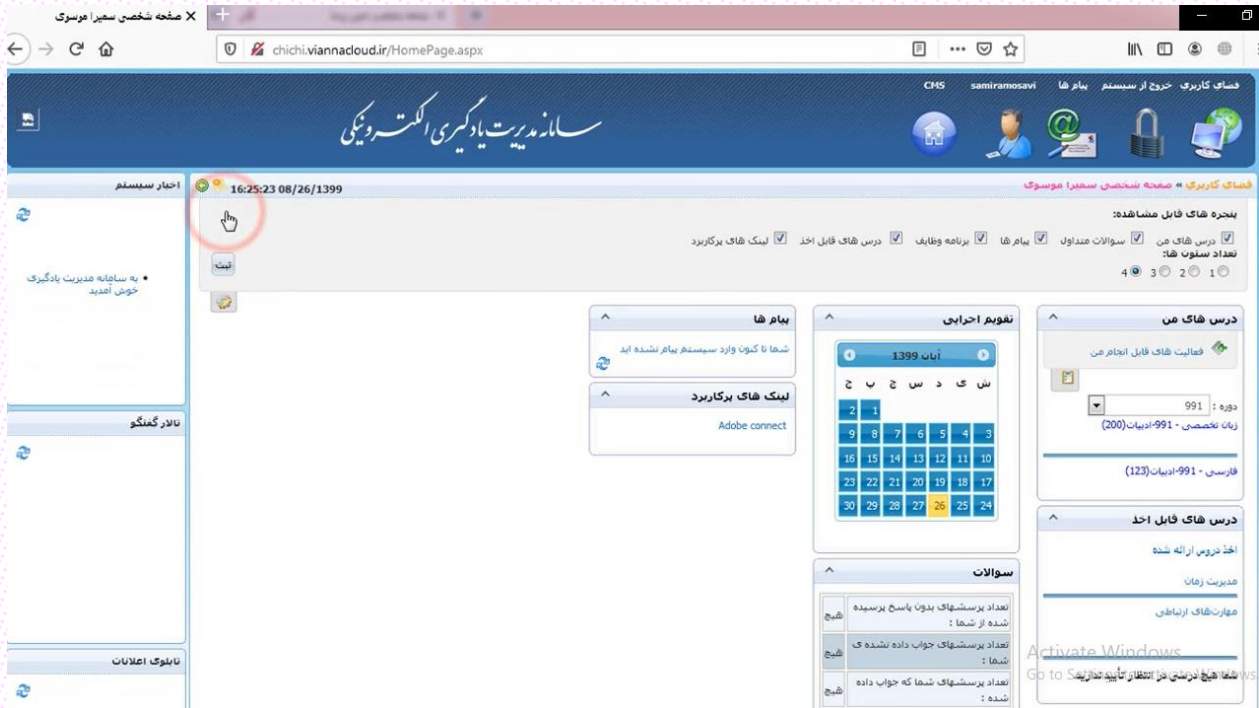 صفحه شخصی سمیرا موسوی
chichi.viannacloud.ir/HomePage.aspx
فضای کاربری خروج از سیستم پیام ها samiramosavi CMS
سامانه مدیریت یادگیری الکترونیکی
فضای کاربری » صفحه شخصی سمیرا موسوی
16:25:23 08/26/1399
پنجره های قابل مشاهده:
درس های من سوالات متداول پیام ها برنامه وظایف درس های قابل اخذ لینک های پرکاربرد
تعداد ستون ها:
1 2 3 4
ثبت
درس های من
فعالیت های قابل انجام من
دوره : 991
زبان تخصصی - 991-ادبیات(200)
فارسی - 991-ادبیات(123)
درس های قابل اخذ
اخذ دروس ارائه شده
مدیریت زمان
مهارت‌های ارتباطی
شما هیچ درسی در انتظار تأیید ندارید
تقویم اجرایی
آبان 1399
ش ی د س چ پ ج
1 2
3 4 5 6 7 8 9
10 11 12 13 14 15 16
17 18 19 20 21 22 23
24 25 26 27 28 29 30
سوالات
تعداد پرسشهای بدون پاسخ پرسیده
شده از شما :
هیچ
تعداد پرسشهای جواب داده نشده ی
شما :
هیچ
تعداد پرسشهای شما که جواب داده
شده :
هیچ
پیام ها
شما تا کنون وارد سیستم پیام نشده اید
لینک های پرکاربرد
Adobe connect
اخبار سیستم
به سامانه مدیریت یادگیری
خوش آمدید
تالار گفتگو
تابلوی اعلانات
Activate Windows